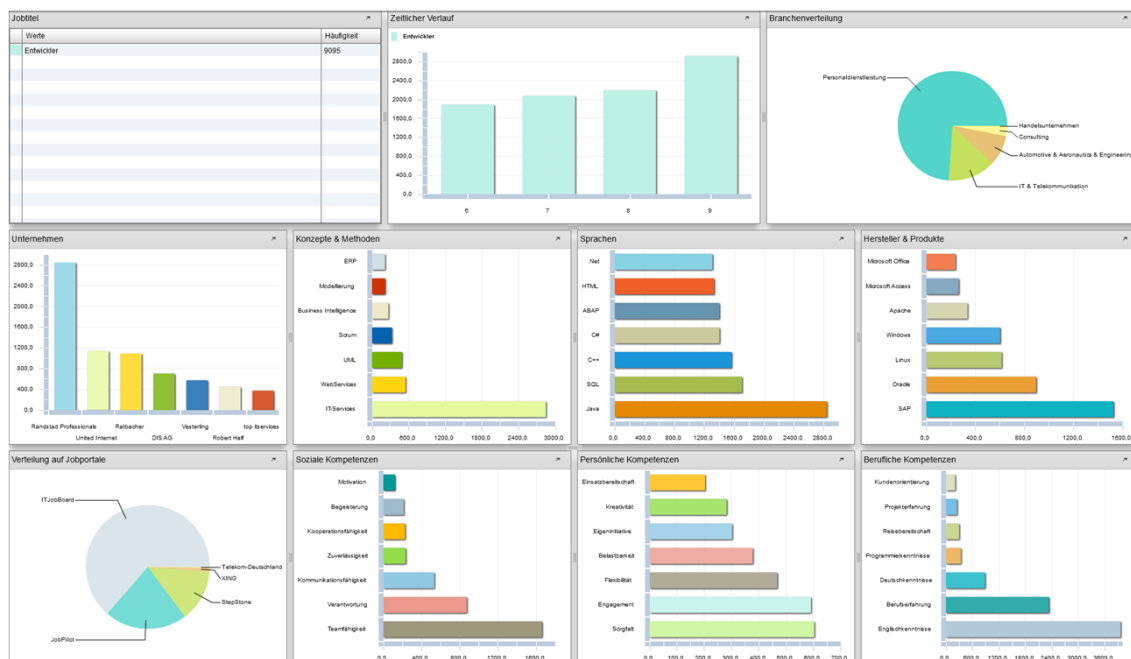 Jobtitel
Werte Häufigkeit
Entwickler 9095
Zeitlicher Verlauf
Entwickler
2800,0
2400,0
2000,0
1600,0
1200,0
800,0
400,0
0,0
6 7 8 9
Branchenverteilung
Personaldienstleistung
Handelsunternehmen
Consulting
Automotive & Aeronautics & Engineering
IT & Telekommunikation
Unternehmen
2800,0
2400,0
2000,0
1600,0
1200,0
800,0
400,0
0,0
Randstad Professionals Ratbacher Vesterling top itservices
United Internet DIS AG Robert Half
Konzepte & Methoden
ERP
Modellierung
Business Intelligence
Scrum
UML
WebServices
IT-Services
0,0 600,0 1200,0 1800,0 2400,0 3000,0
Sprachen
.Net
HTML
ABAP
C#
C++
SQL
Java
0,0 400,0 800,0 1200,0 1600,0 2000,0 2400,0 2800,0
Hersteller & Produkte
Microsoft Office
Microsoft Access
Apache
Windows
Linux
Oracle
SAP
0,0 400,0 800,0 1200,0 1600,0
Verteilung auf Jobportale
ITJobBoard
Telekom-Deutschland
XING
StepStone
JobPilot
Soziale Kompetenzen
Motivation
Begeisterung
Kooperationsfähigkeit
Zuverlässigkeit
Kommunikationsfähigkeit
Verantwortung
Teamfähigkeit
0,0 400,0 800,0 1200,0 1600,0
Persönliche Kompetenzen
Einsatzbereitschaft
Kreativität
Eigeninitiative
Belastbarkeit
Flexibilität
Engagement
Sorgfalt
0,0 100,0 200,0 300,0 400,0 500,0 600,0 700,0
Berufliche Kompetenzen
Kundenorientierung
Projekterfahrung
Reisebereitschaft
Programmierkenntnisse
Deutschkenntnisse
Berufserfahrung
Englischkenntnisse
0,0 600,0 1200,0 1800,0 2400,0 3000,0 3600,0